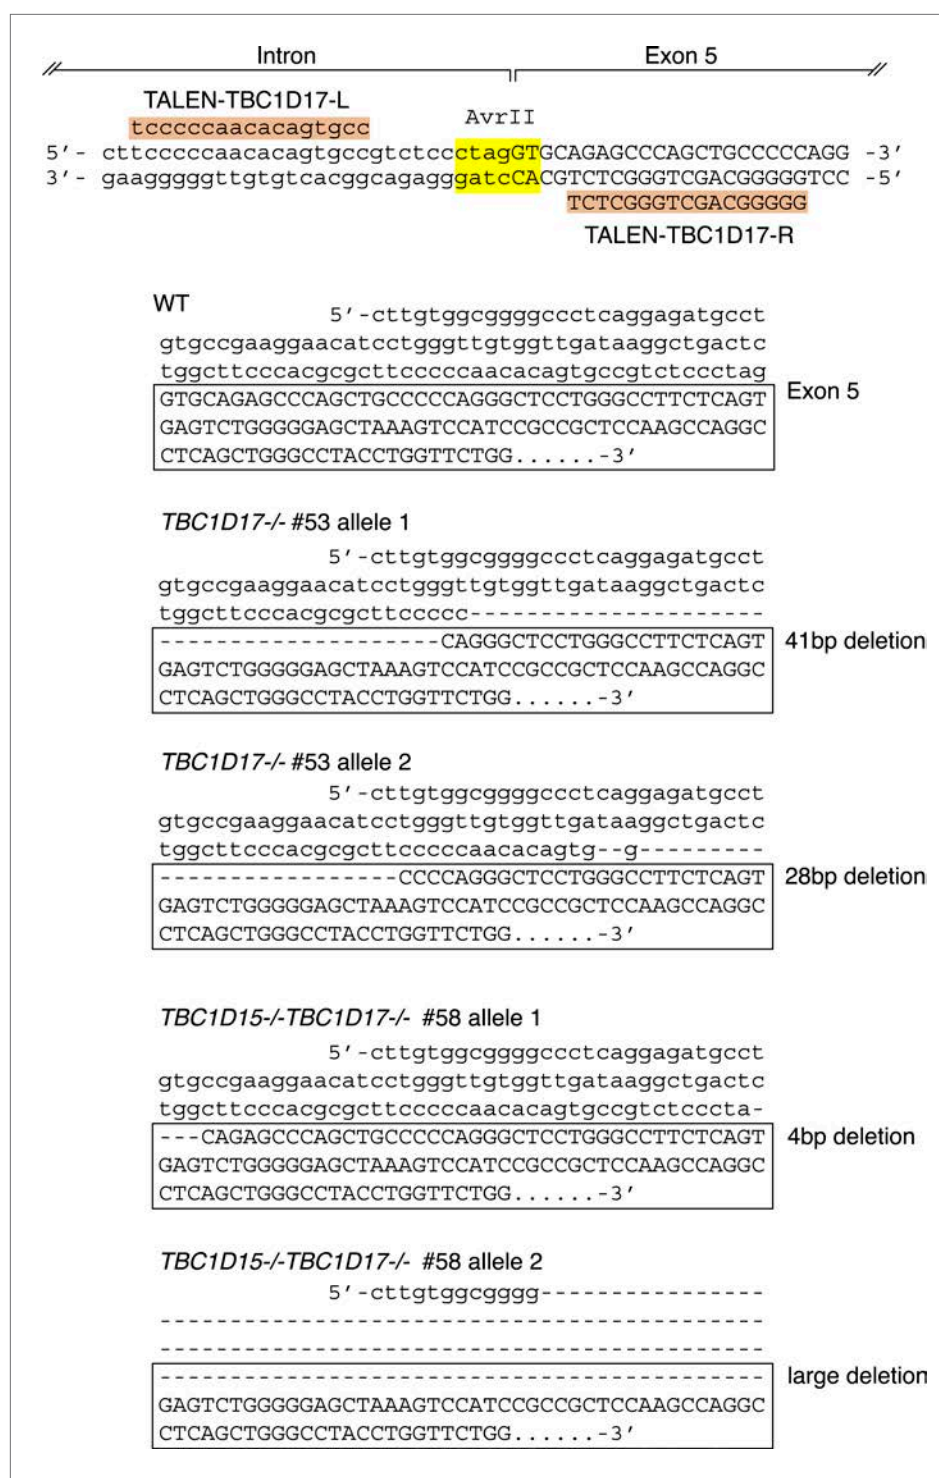 Intron Exon 5
TALEN-TBC1D17-L
tcccccaacacagtgcc
AvrII
5’- cttcccccaacacagtgccgtctccctagGTGCAGAGCCCAGCTGCCCCCAGG -3’
3’- gaagggggttgtgtcacggcagagggatcCACGTCTCGGGTCGACGGGGGTCC -5’
TCTCGGGTCGACGGGGG
TALEN-TBC1D17-R
WT
5’-cttgtggcggggccctcaggagatgcct
gtgccgaaggaacatcctgggttgtggttgataaggctgactc
tggcttcccacgcgcttcccccaacacagtgccgtctccctag
GTGCAGAGCCCAGCTGCCCCCAGGGCTCCTGGGCCTTCTCAGT
Exon 5
GAGTCTGGGGGAGCTAAAGTCCATCCGCCGCTCCAAGCCAGGC
CTCAGCTGGGCCTACCTGGTTCTGG......-3’
TBC1D17-/- #53 allele 1
5’-cttgtggcggggccctcaggagatgcct
gtgccgaaggaacatcctgggttgtggttgataaggctgactc
tggcttcccacgcgcttccccc---------------------
--------------------CAGGGCTCCTGGGCCTTCTCAGT
41bp deletion
GAGTCTGGGGGAGCTAAAGTCCATCCGCCGCTCCAAGCCAGGC
CTCAGCTGGGCCTACCTGGTTCTGG......-3’
TBC1D17-/- #53 allele 2
5’-cttgtggcggggccctcaggagatgcct
gtgccgaaggaacatcctgggttgtggttgataaggctgactc
tggcttcccacgcgcttcccccaacacagtg--g---------
-----------------CCCCAGGGCTCCTGGGCCTTCTCAGT
28bp deletion
GAGTCTGGGGGAGCTAAAGTCCATCCGCCGCTCCAAGCCAGGC
CTCAGCTGGGCCTACCTGGTTCTGG......-3’
TBC1D15-/-TBC1D17-/- #58 allele 1
5’-cttgtggcggggccctcaggagatgcct
gtgccgaaggaacatcctgggttgtggttgataaggctgactc
tggcttcccacgcgcttcccccaacacagtgccgtctcccta-
---CAGAGCCCAGCTGCCCCCAGGGCTCCTGGGCCTTCTCAGT
4bp deletion
GAGTCTGGGGGAGCTAAAGTCCATCCGCCGCTCCAAGCCAGGC
CTCAGCTGGGCCTACCTGGTTCTGG......-3’
TBC1D15-/-TBC1D17-/- #58 allele 2
5’-cttgtggcgggg----------------
-------------------------------------------
-------------------------------------------
-------------------------------------------
large deletion
GAGTCTGGGGGAGCTAAAGTCCATCCGCCGCTCCAAGCCAGGC
CTCAGCTGGGCCTACCTGGTTCTGG......-3’